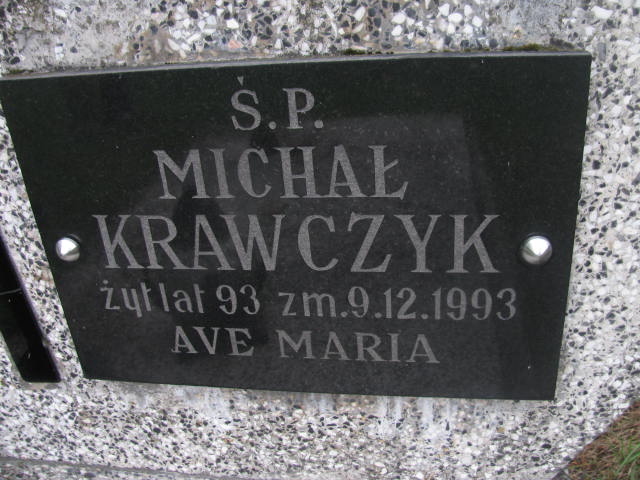 Ś.P.
MICHAŁ
KRAWCZYK
żył lat 93 zm.9.12.1993
AVE MARIA